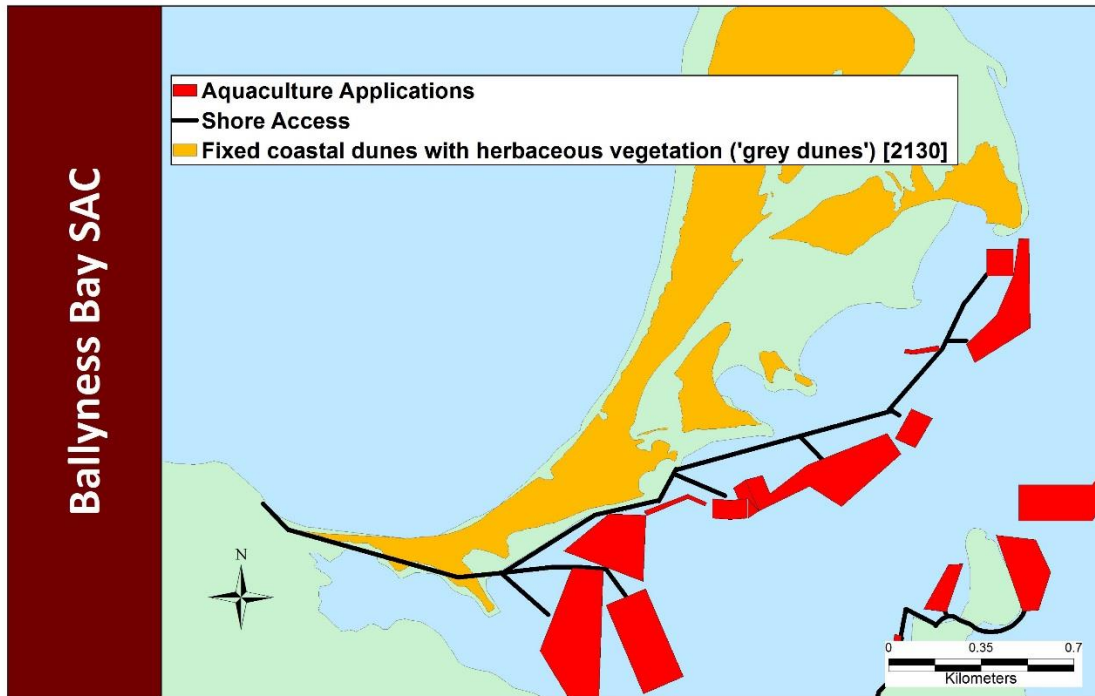 Ballyness Bay SAC
Aquaculture Applications
Shore Access
Fixed coastal dunes with herbaceous vegetation ('grey dunes') [2130]
N
0 0.35 0.7
Kilometers